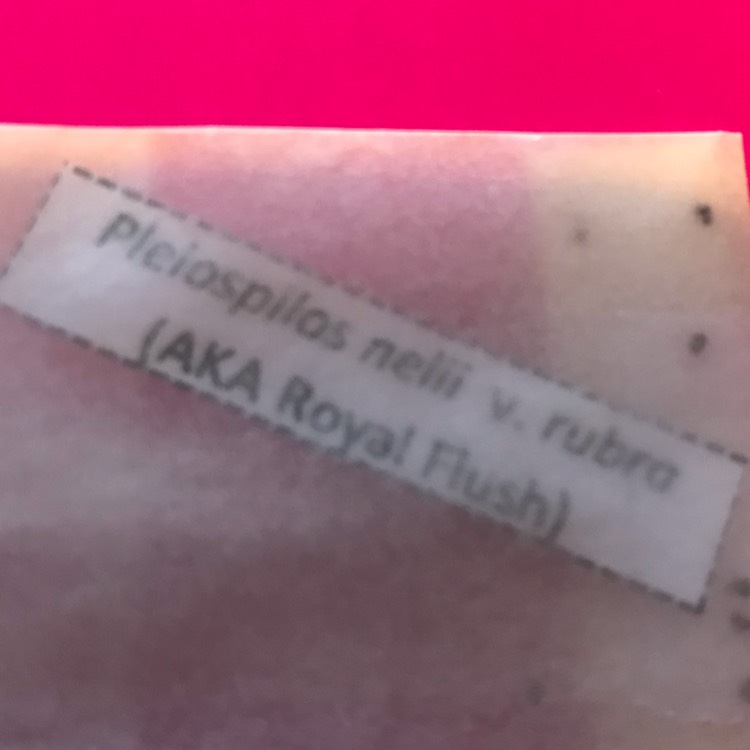 Pleiospilos nelii v. rubra
(AKA Royal Flush)